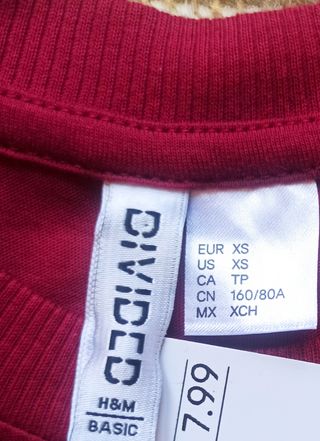 DIVIDED
H&M
BASIC
EUR XS
US XS
CA TP
CN 160/80A
MX XCH
7.99